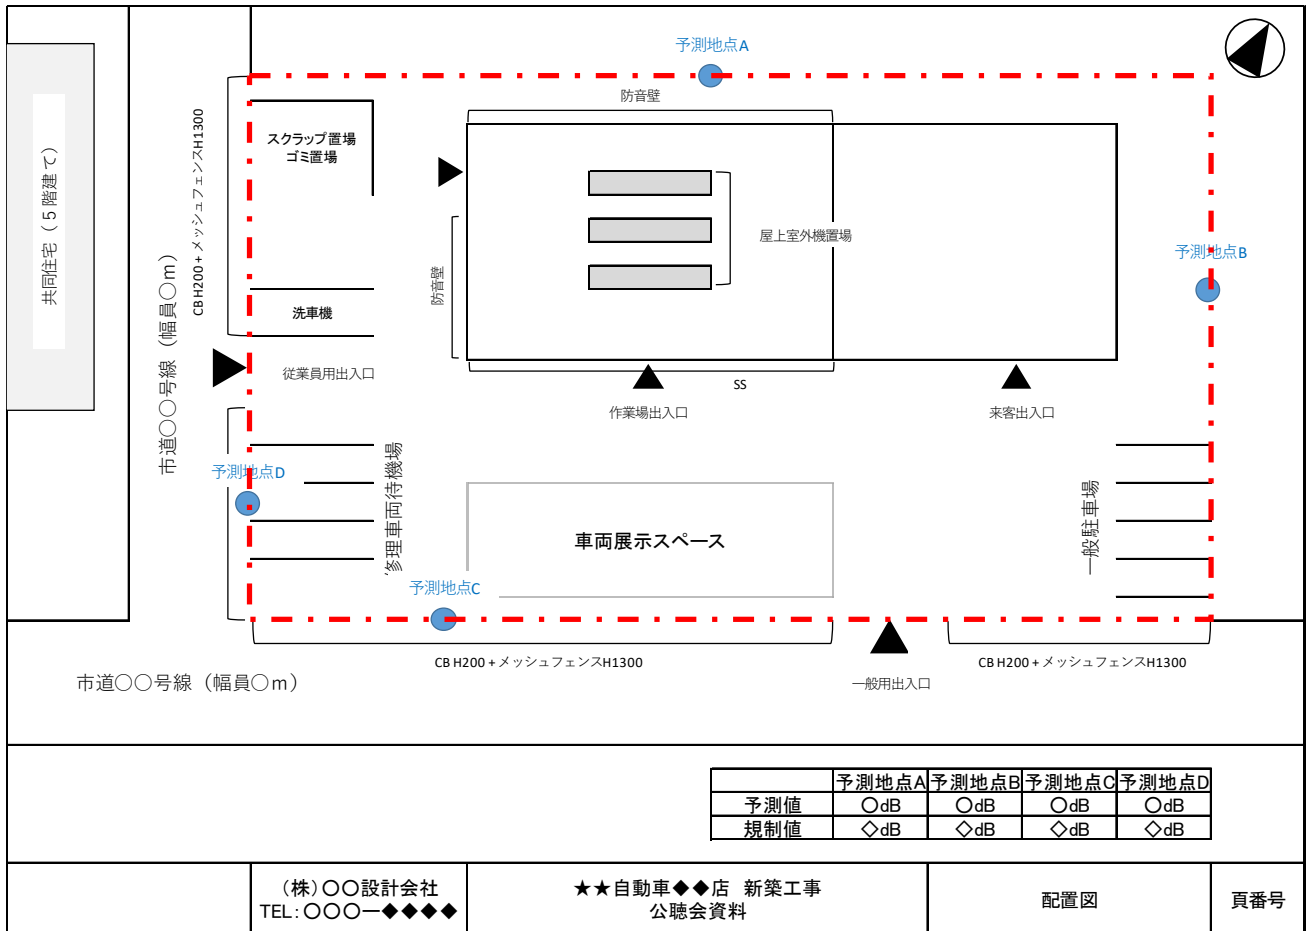 予測地点A
防音壁
スクラップ置場
ゴミ置場
CB H200 + メッシュフェンスH1300
共同住宅（５階建て）
屋上室外機置場
予測地点B
市道〇〇号線（幅員〇ｍ）
防音壁
洗車機
従業員用出入口
SS
作業場出入口
来客出入口
予測地点D
修理車両待機場
車両展示スペース
一般駐車場
予測地点C
CB H200 + メッシュフェンスH1300
CB H200 + メッシュフェンスH1300
市道〇〇号線（幅員〇ｍ）
一般用出入口
予測地点A 予測地点B 予測地点C 予測地点D
予測値 〇dB 〇dB 〇dB 〇dB
規制値 ◇dB ◇dB ◇dB ◇dB
（株）〇〇設計会社
TEL：〇〇〇ー◆◆◆◆
★★自動車◆◆店　新築工事
公聴会資料
配置図
頁番号